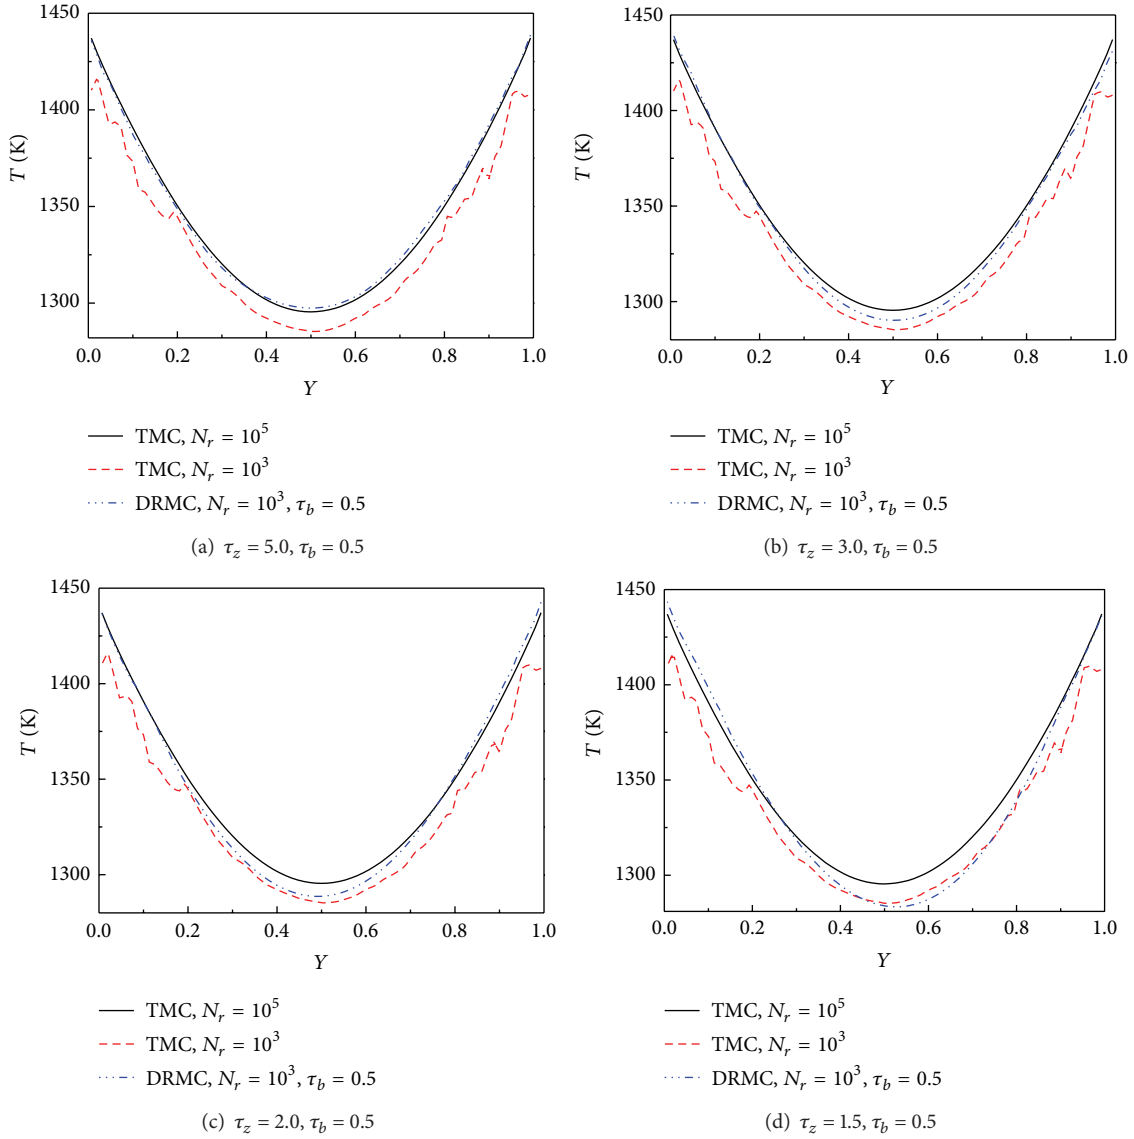 1450
1400
1350
1300
T (K)
0.0 0.2 0.4 0.6 0.8 1.0
Y
TMC, N_r = 10^5
TMC, N_r = 10^3
DRMC, N_r = 10^3, τ_b = 0.5
(a) τ_z = 5.0, τ_b = 0.5
1450
1400
1350
1300
T (K)
0.0 0.2 0.4 0.6 0.8 1.0
Y
TMC, N_r = 10^5
TMC, N_r = 10^3
DRMC, N_r = 10^3, τ_b = 0.5
(b) τ_z = 3.0, τ_b = 0.5
1450
1400
1350
1300
T (K)
0.0 0.2 0.4 0.6 0.8 1.0
Y
TMC, N_r = 10^5
TMC, N_r = 10^3
DRMC, N_r = 10^3, τ_b = 0.5
(c) τ_z = 2.0, τ_b = 0.5
1450
1400
1350
1300
T (K)
0.0 0.2 0.4 0.6 0.8 1.0
Y
TMC, N_r = 10^5
TMC, N_r = 10^3
DRMC, N_r = 10^3, τ_b = 0.5
(d) τ_z = 1.5, τ_b = 0.5